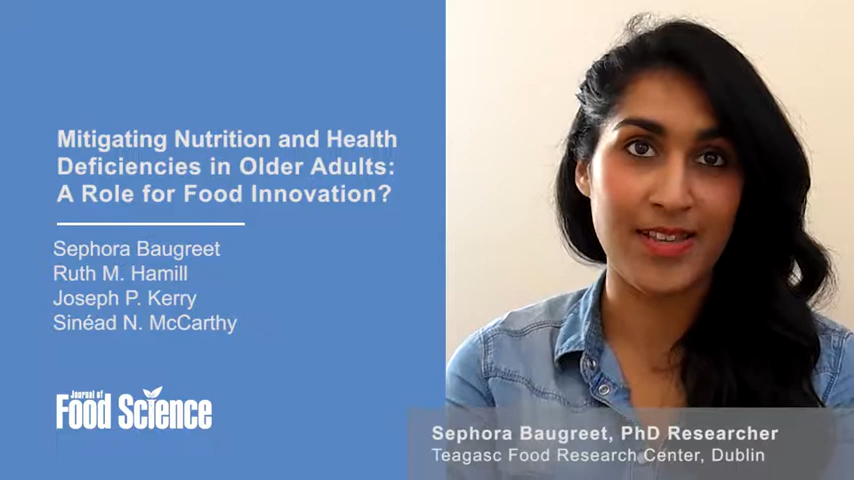 Mitigating Nutrition and Health
Deficiencies in Older Adults:
A Role for Food Innovation?
Sephora Baugreet
Ruth M. Hamill
Joseph P. Kerry
Sinéad N. McCarthy
Journal of
Food Science
Sephora Baugreet, PhD Researcher
Teagasc Food Research Center, Dublin